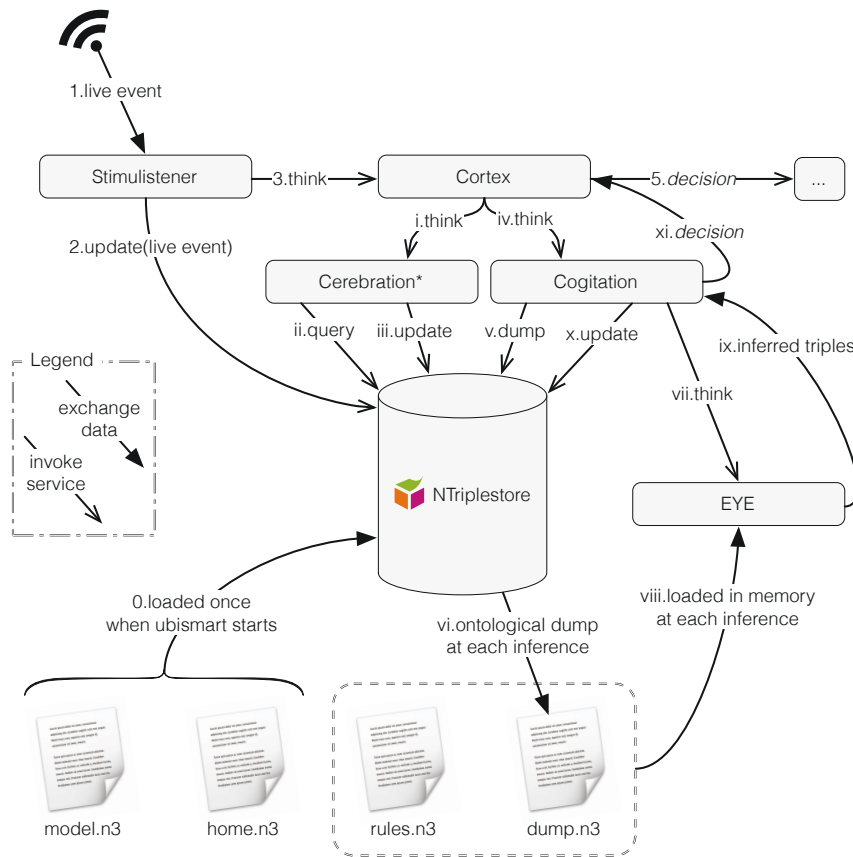 1.live event
Stimulistener
3.think
Cortex
5.decision
...
2.update(live event)
i.think
iv.think
xi.decision
Cerebration*
Cogitation
ii.query
iii.update
v.dump
x.update
ix.inferred triples
Legend
exchange
data
invoke
service
vii.think
NTriplestore
EYE
0.loaded once
when ubismart starts
vi.ontological dump
at each inference
viii.loaded in memory
at each inference
model.n3
home.n3
rules.n3
dump.n3